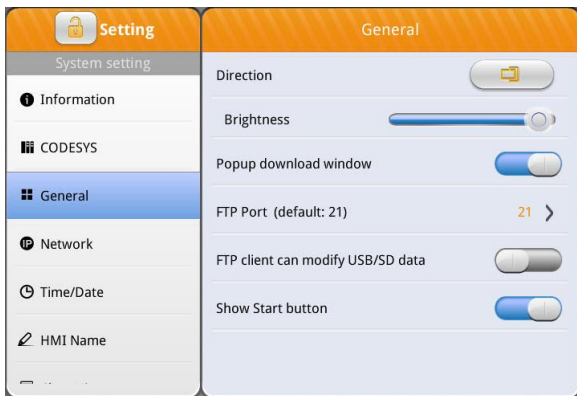 Setting
System setting
Information
CODESYS
General
Network
Time/Date
HMI Name
General
Direction
Brightness
Popup download window
FTP Port (default: 21) 21
FTP client can modify USB/SD data
Show Start button